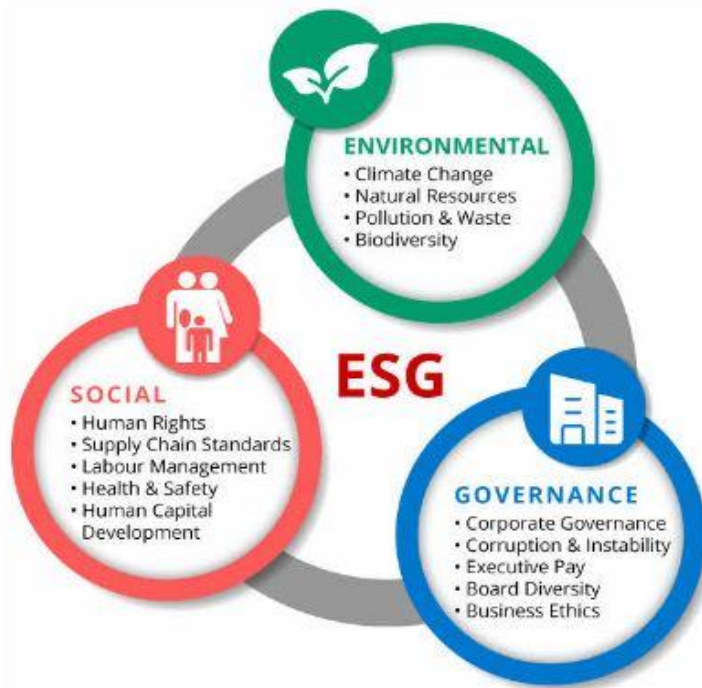 ENVIRONMENTAL
• Climate Change
• Natural Resources
• Pollution & Waste
• Biodiversity
ESG
SOCIAL
• Human Rights
• Supply Chain Standards
• Labour Management
• Health & Safety
• Human Capital
Development
GOVERNANCE
• Corporate Governance
• Corruption & Instability
• Executive Pay
• Board Diversity
• Business Ethics